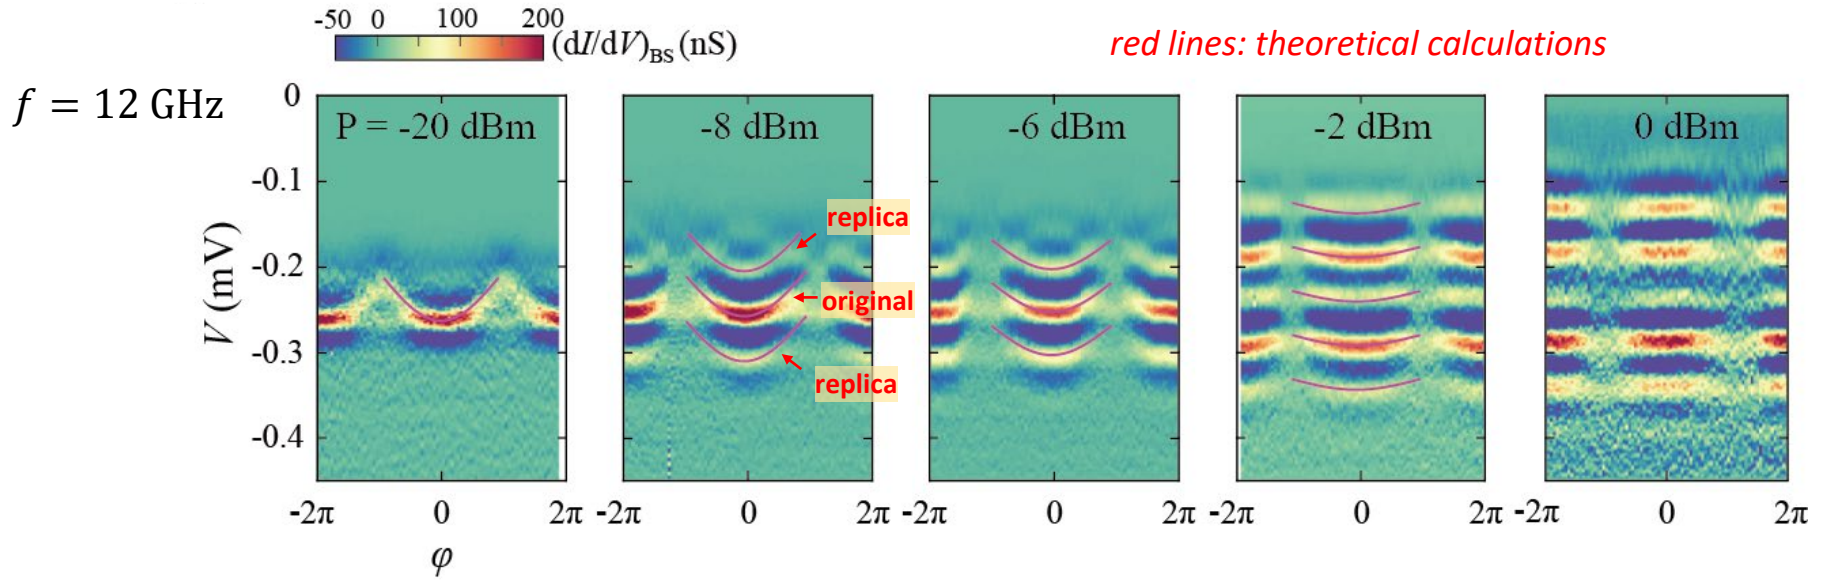 -50 0 100 200
(dI/dV)BS (nS)
red lines: theoretical calculations
f = 12 GHz
0
-0.1
-0.2
-0.3
-0.4
V (mV)
P = -20 dBm
-8 dBm
-6 dBm
-2 dBm
0 dBm
replica
original
replica
-2π 0 2π
-2π 0 2π
-2π 0 2π
-2π 0 2π
-2π 0 2π
φ